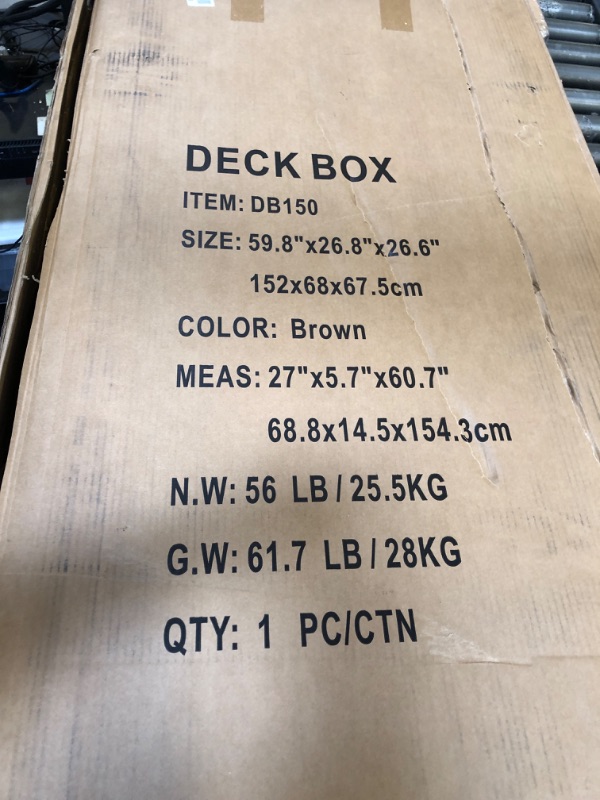 DECK BOX
ITEM: DB150
SIZE: 59.8"x26.8"x26.6"
152x68x67.5cm
COLOR: Brown
MEAS: 27"x5.7"x60.7"
68.8x14.5x154.3cm
N.W: 56 LB / 25.5KG
G.W: 61.7 LB / 28KG
QTY: 1 PC/CTN